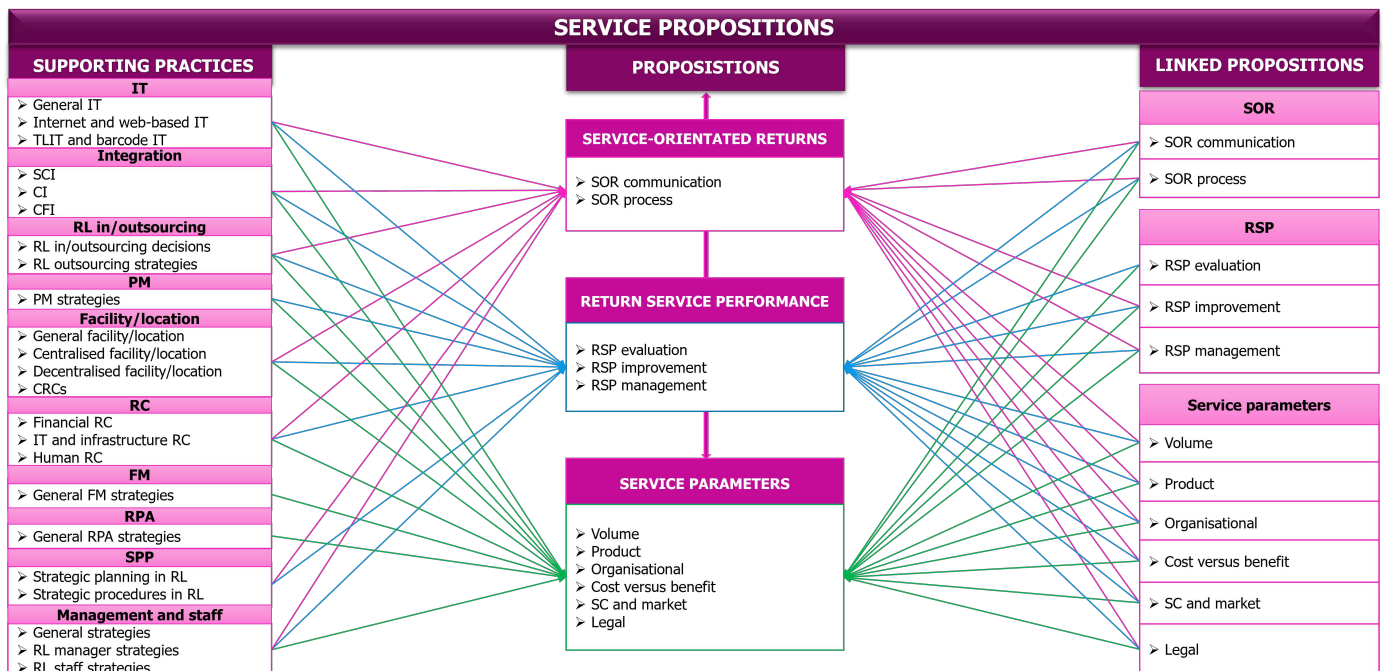 SERVICE PROPOSITIONS
SUPPORTING PRACTICES
IT
➢ General IT
➢ Internet and web-based IT
➢ TLIT and barcode IT
Integration
➢ SCI
➢ CI
➢ CFI
RL in/outsourcing
➢ RL in/outsourcing decisions
➢ RL outsourcing strategies
PM
➢ PM strategies
Facility/location
➢ General facility/location
➢ Centralised facility/location
➢ Decentralised facility/location
➢ CRCs
RC
➢ Financial RC
➢ IT and infrastructure RC
➢ Human RC
FM
➢ General FM strategies
RPA
➢ General RPA strategies
SPP
➢ Strategic planning in RL
➢ Strategic procedures in RL
Management and staff
➢ General strategies
➢ RL manager strategies
➢ RL staff strategies
PROPOSISTIONS
SERVICE-ORIENTATED RETURNS
➢ SOR communication
➢ SOR process
RETURN SERVICE PERFORMANCE
➢ RSP evaluation
➢ RSP improvement
➢ RSP management
SERVICE PARAMETERS
➢ Volume
➢ Product
➢ Organisational
➢ Cost versus benefit
➢ SC and market
➢ Legal
LINKED PROPOSITIONS
SOR
➢ SOR communication
➢ SOR process
RSP
➢ RSP evaluation
➢ RSP improvement
➢ RSP management
Service parameters
➢ Volume
➢ Product
➢ Organisational
➢ Cost versus benefit
➢ SC and market
➢ Legal